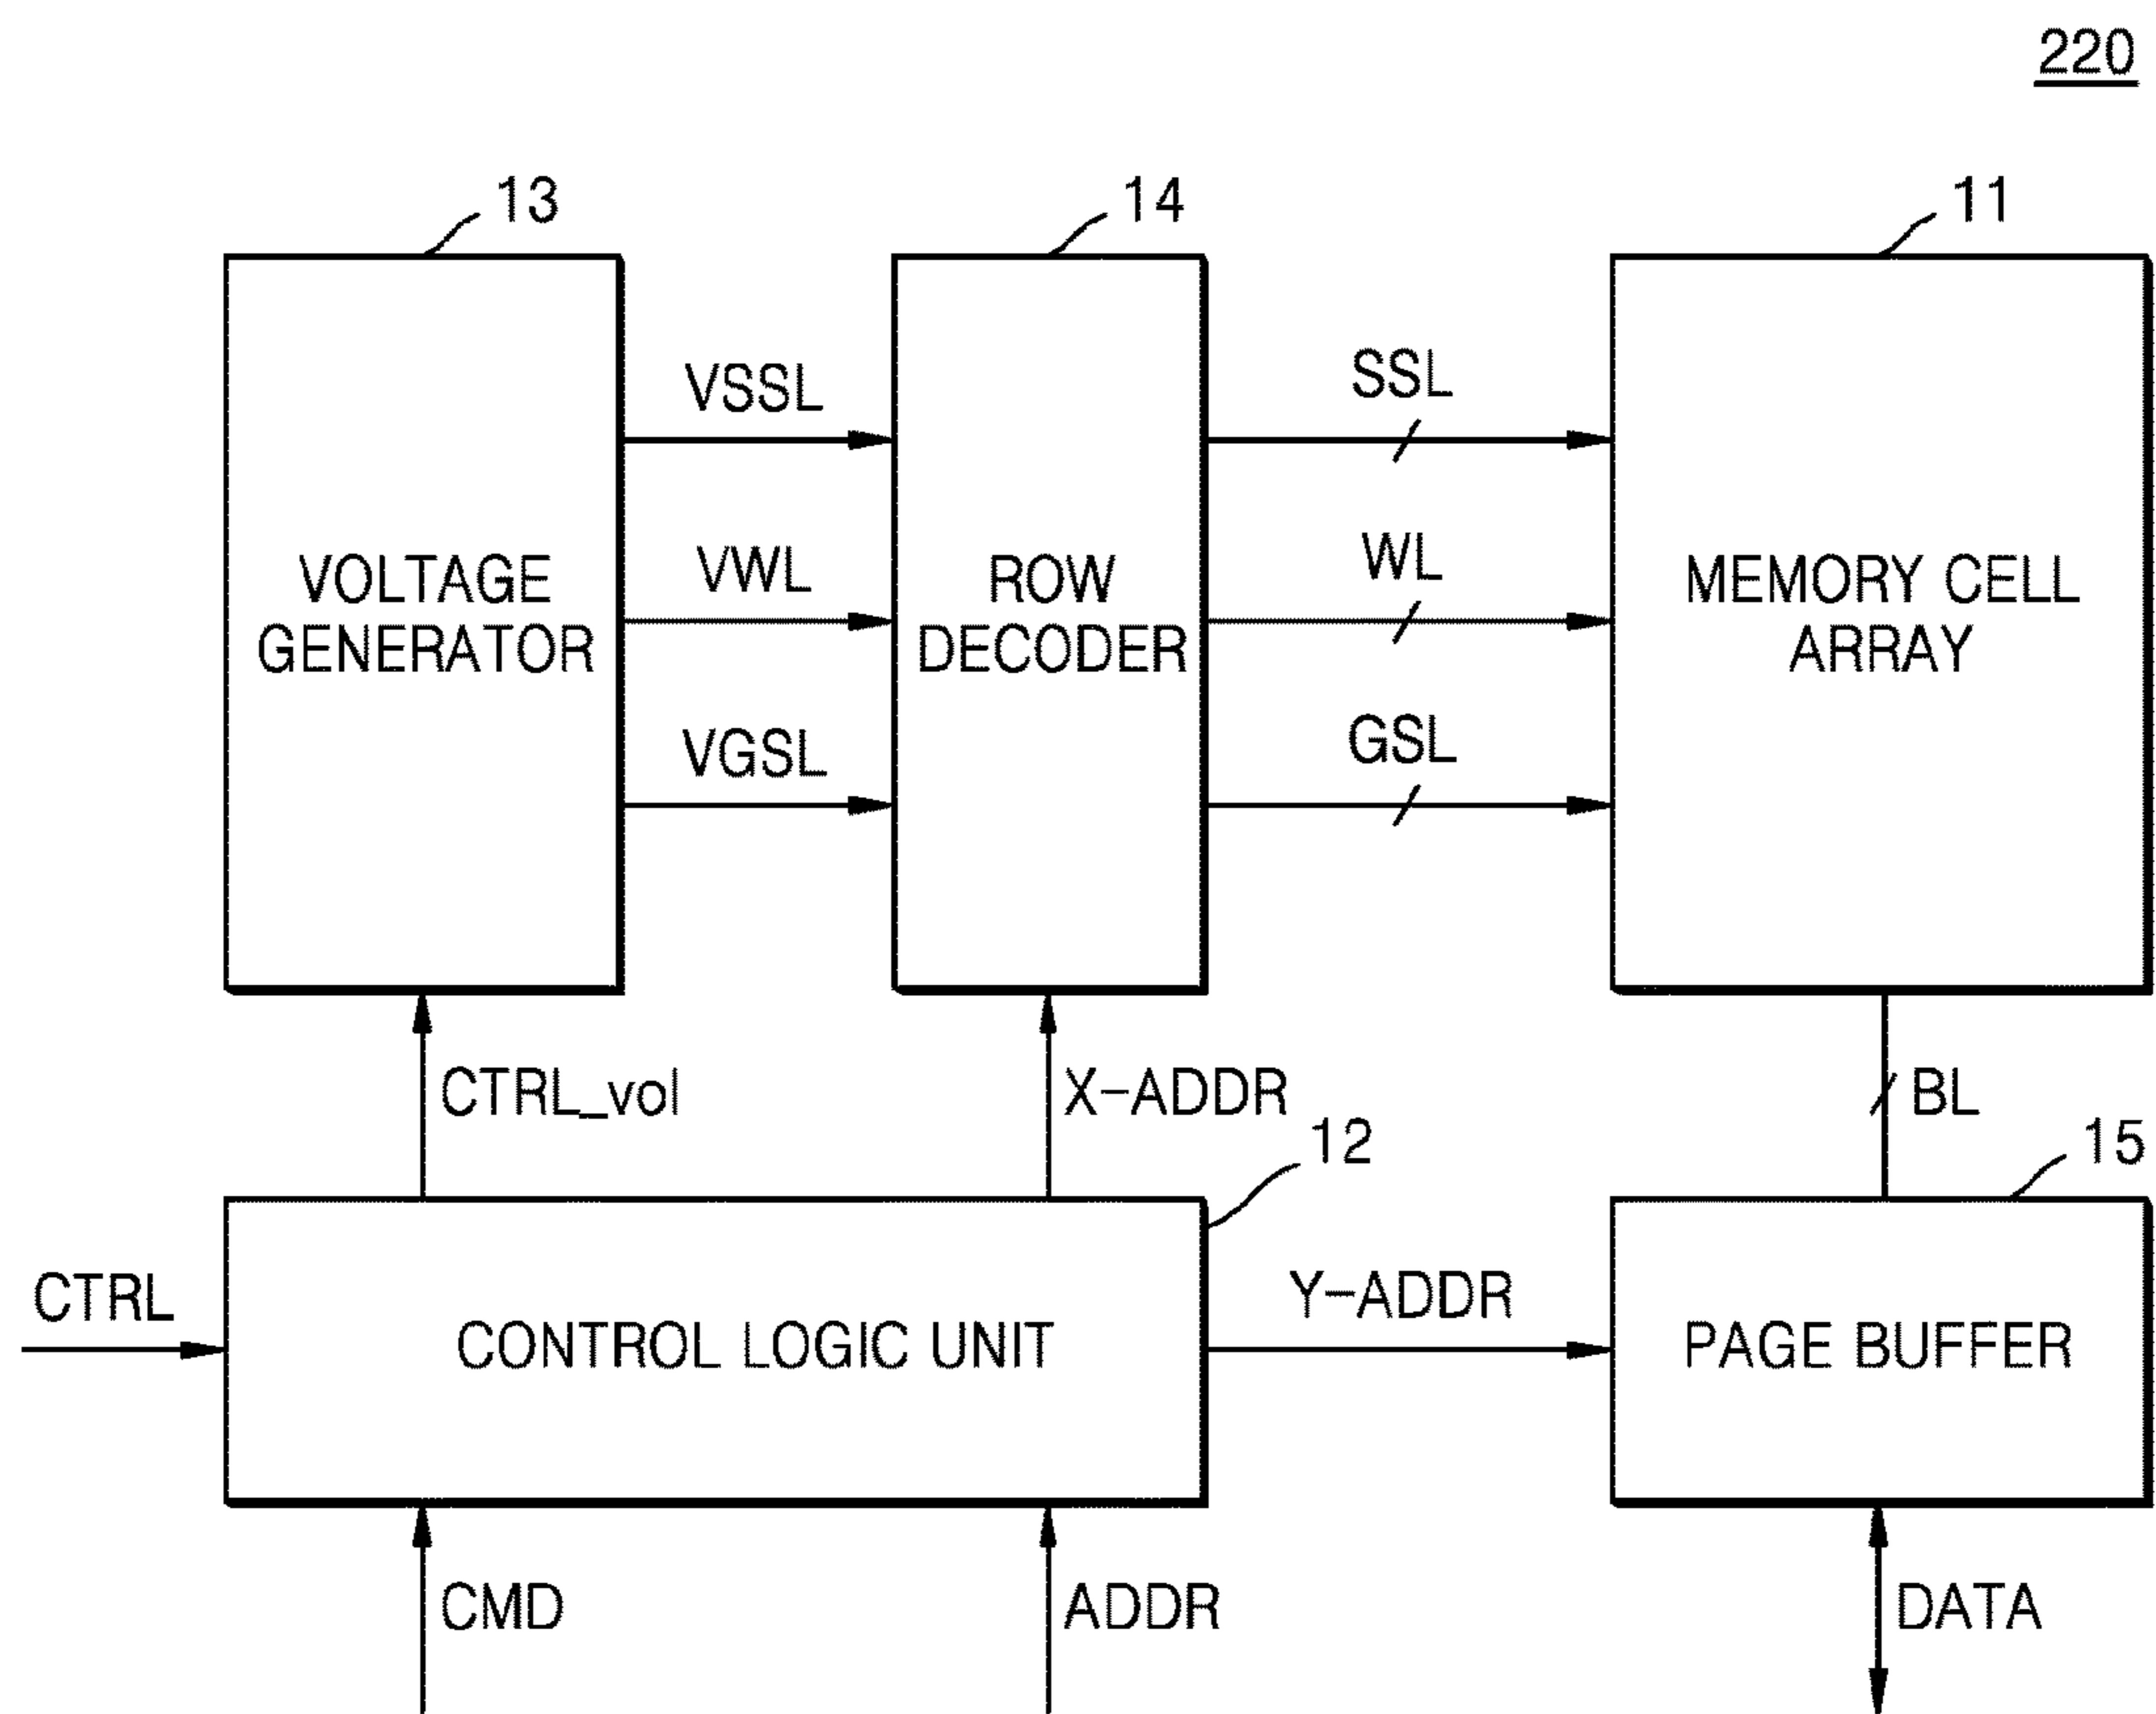 220
13
14
11
VSSL
SSL
VWL
WL
VOLTAGE
GENERATOR
ROW
DECODER
MEMORY CELL
ARRAY
VGSL
GSL
CTRL_vol
X-ADDR
BL
12
15
CTRL
Y-ADDR
CONTROL LOGIC UNIT
PAGE BUFFER
CMD
ADDR
DATA